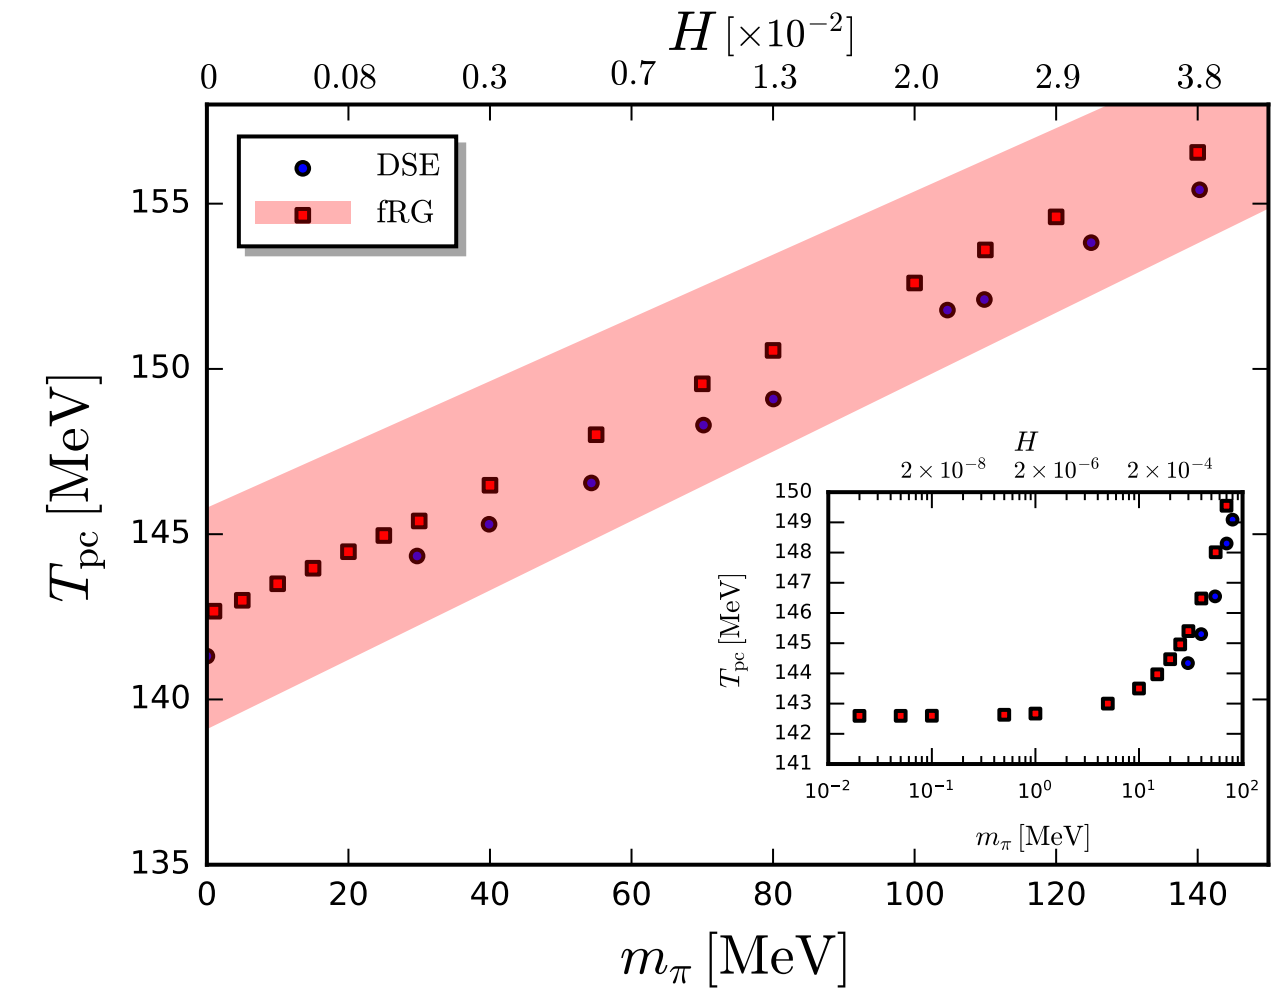 H [×10⁻²]
0 0.08 0.3 0.7 1.3 2.0 2.9 3.8
DSE
fRG
155
150
145
140
135
T_pc [MeV]
0 20 40 60 80 100 120 140
m_π [MeV]
H
2 × 10⁻⁸ 2 × 10⁻⁶ 2 × 10⁻⁴
150
149
148
147
146
145
144
143
142
141
T_pc [MeV]
10⁻² 10⁻¹ 10⁰ 10¹ 10²
m_π [MeV]